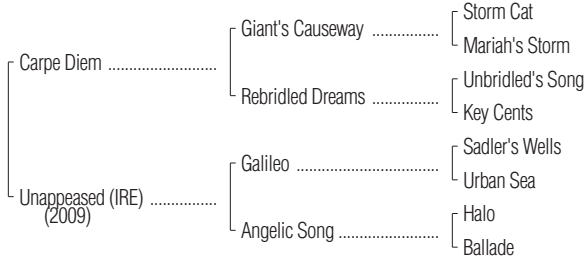 Storm Cat
Giant's Causeway ................
Mariah's Storm
Carpe Diem ..........................
Unbridled's Song
Rebridled Dreams ................
Key Cents
Sadler's Wells
Galileo ..................................
Urban Sea
Unappeased (IRE) ................
(2009)
Halo
Angelic Song ........................
Ballade